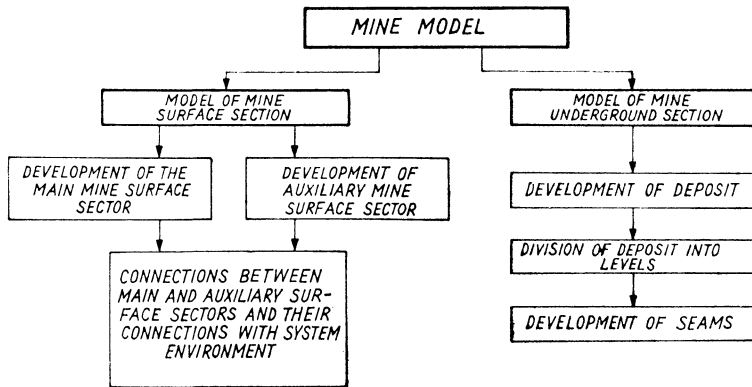 MINE MODEL
MODEL OF MINE
SURFACE SECTION
MODEL OF MINE
UNDERGROUND SECTION
DEVELOPMENT OF THE
MAIN MINE SURFACE
SECTOR
DEVELOPMENT OF
AUXILIARY MINE
SURFACE SECTOR
DEVELOPMENT OF DEPOSIT
CONNECTIONS BETWEEN
MAIN AND AUXILIARY SUR-
FACE SECTORS AND THEIR
CONNECTIONS WITH SYSTEM
ENVIRONMENT
DIVISION OF DEPOSIT INTO
LEVELS
DEVELOPMENT OF SEAMS